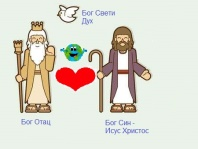 Бог Свети
Дух
Бог Отац
Бог Син -
Исус Христос